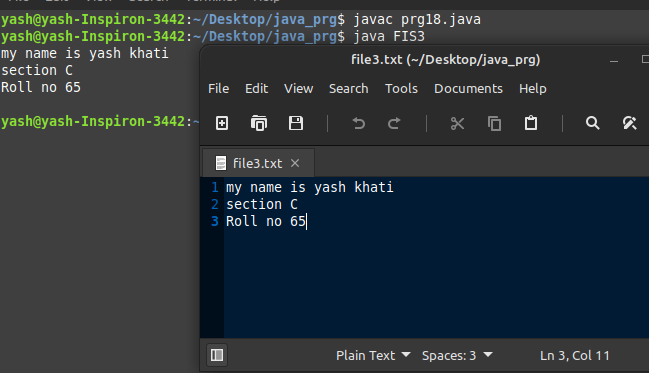 yash@yash-Inspiron-3442:~/Desktop/java_prg$ javac prg18.java
yash@yash-Inspiron-3442:~/Desktop/java_prg$ java FIS3
my name is yash khati
section C
Roll no 65
yash@yash-Inspiron-3442:~
file3.txt (~/Desktop/java_prg)
File Edit View Search Tools Documents Help
file3.txt
1 my name is yash khati
2 section C
3 Roll no 65
Plain Text Spaces: 3 Ln 3, Col 11